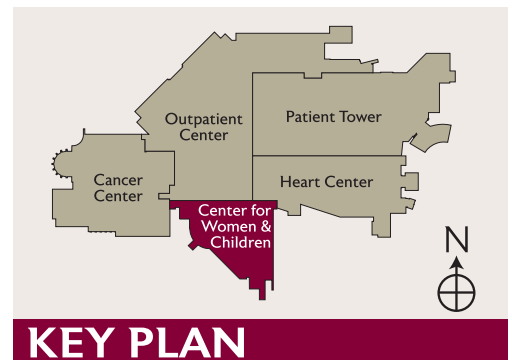 Outpatient
Center
Patient Tower
Cancer
Center
Heart Center
Center for
Women &
Children
N
KEY PLAN